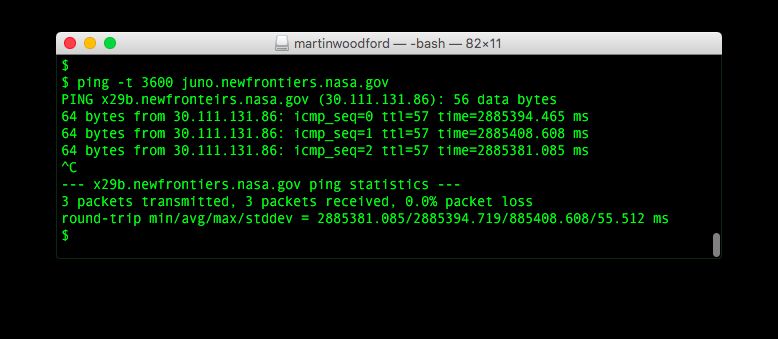 martinwoodford — -bash — 82×11
$
$ ping -t 3600 juno.newfrontiers.nasa.gov
PING x29b.newfronteirs.nasa.gov (30.111.131.86): 56 data bytes
64 bytes from 30.111.131.86: icmp_seq=0 ttl=57 time=2885394.465 ms
64 bytes from 30.111.131.86: icmp_seq=1 ttl=57 time=2885408.608 ms
64 bytes from 30.111.131.86: icmp_seq=2 ttl=57 time=2885381.085 ms
^C
--- x29b.newfrontiers.nasa.gov ping statistics ---
3 packets transmitted, 3 packets received, 0.0% packet loss
round-trip min/avg/max/stddev = 2885381.085/2885394.719/885408.608/55.512 ms
$